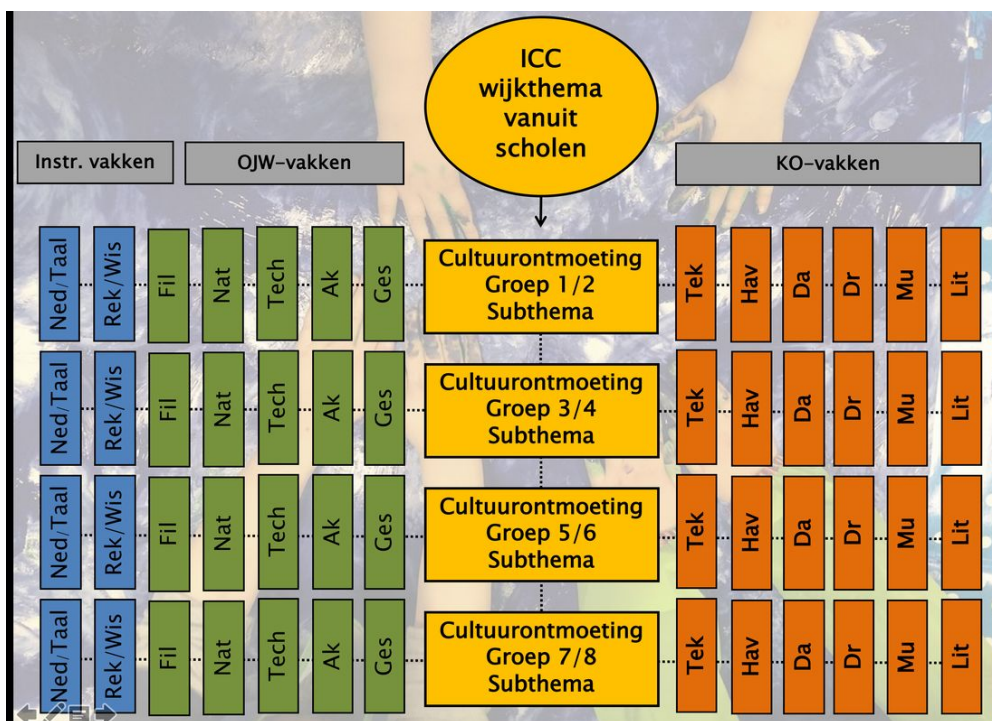 ICC
wijkthema
vanuit
scholen
Instr. vakken
OJW-vakken
KO-vakken
Ned/Taal
Rek/Wis
Fil
Nat
Tech
Ak
Ges
Cultuurontmoeting
Groep 1/2
Subthema
Tek
Hav
Da
Dr
Mu
Lit
Ned/Taal
Rek/Wis
Fil
Nat
Tech
Ak
Ges
Cultuurontmoeting
Groep 3/4
Subthema
Tek
Hav
Da
Dr
Mu
Lit
Ned/Taal
Rek/Wis
Fil
Nat
Tech
Ak
Ges
Cultuurontmoeting
Groep 5/6
Subthema
Tek
Hav
Da
Dr
Mu
Lit
Ned/Taal
Rek/Wis
Fil
Nat
Tech
Ak
Ges
Cultuurontmoeting
Groep 7/8
Subthema
Tek
Hav
Da
Dr
Mu
Lit